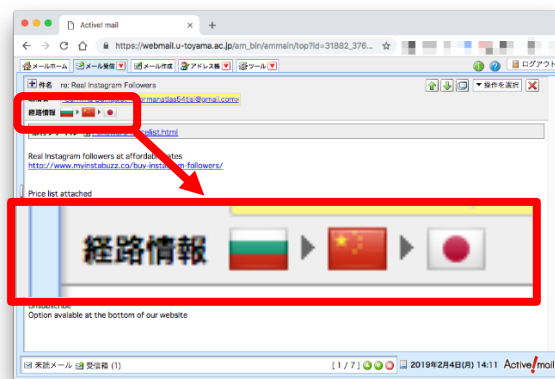 Active! mail
https://webmail.u-toyama.ac.jp/am_bin/ammain/top?id=31882_376...
メールホーム メール受信 メール作成 アドレス帳 ツール ログアウト
件名 re: Real Instagram Followers
▼操作を選択
ormanatlaa54tisi@gmail.com>
経路情報
Real Instagram followers at affordable rates
http://www.myinstabuzz.co/buy-instagram-followers/
Price list attached
経路情報
Unsubscribe
Option avalable at the bottom of our website
未読メール 受信箱 (1) [1/7] 2019年2月4日(月) 14:11 Active! mail